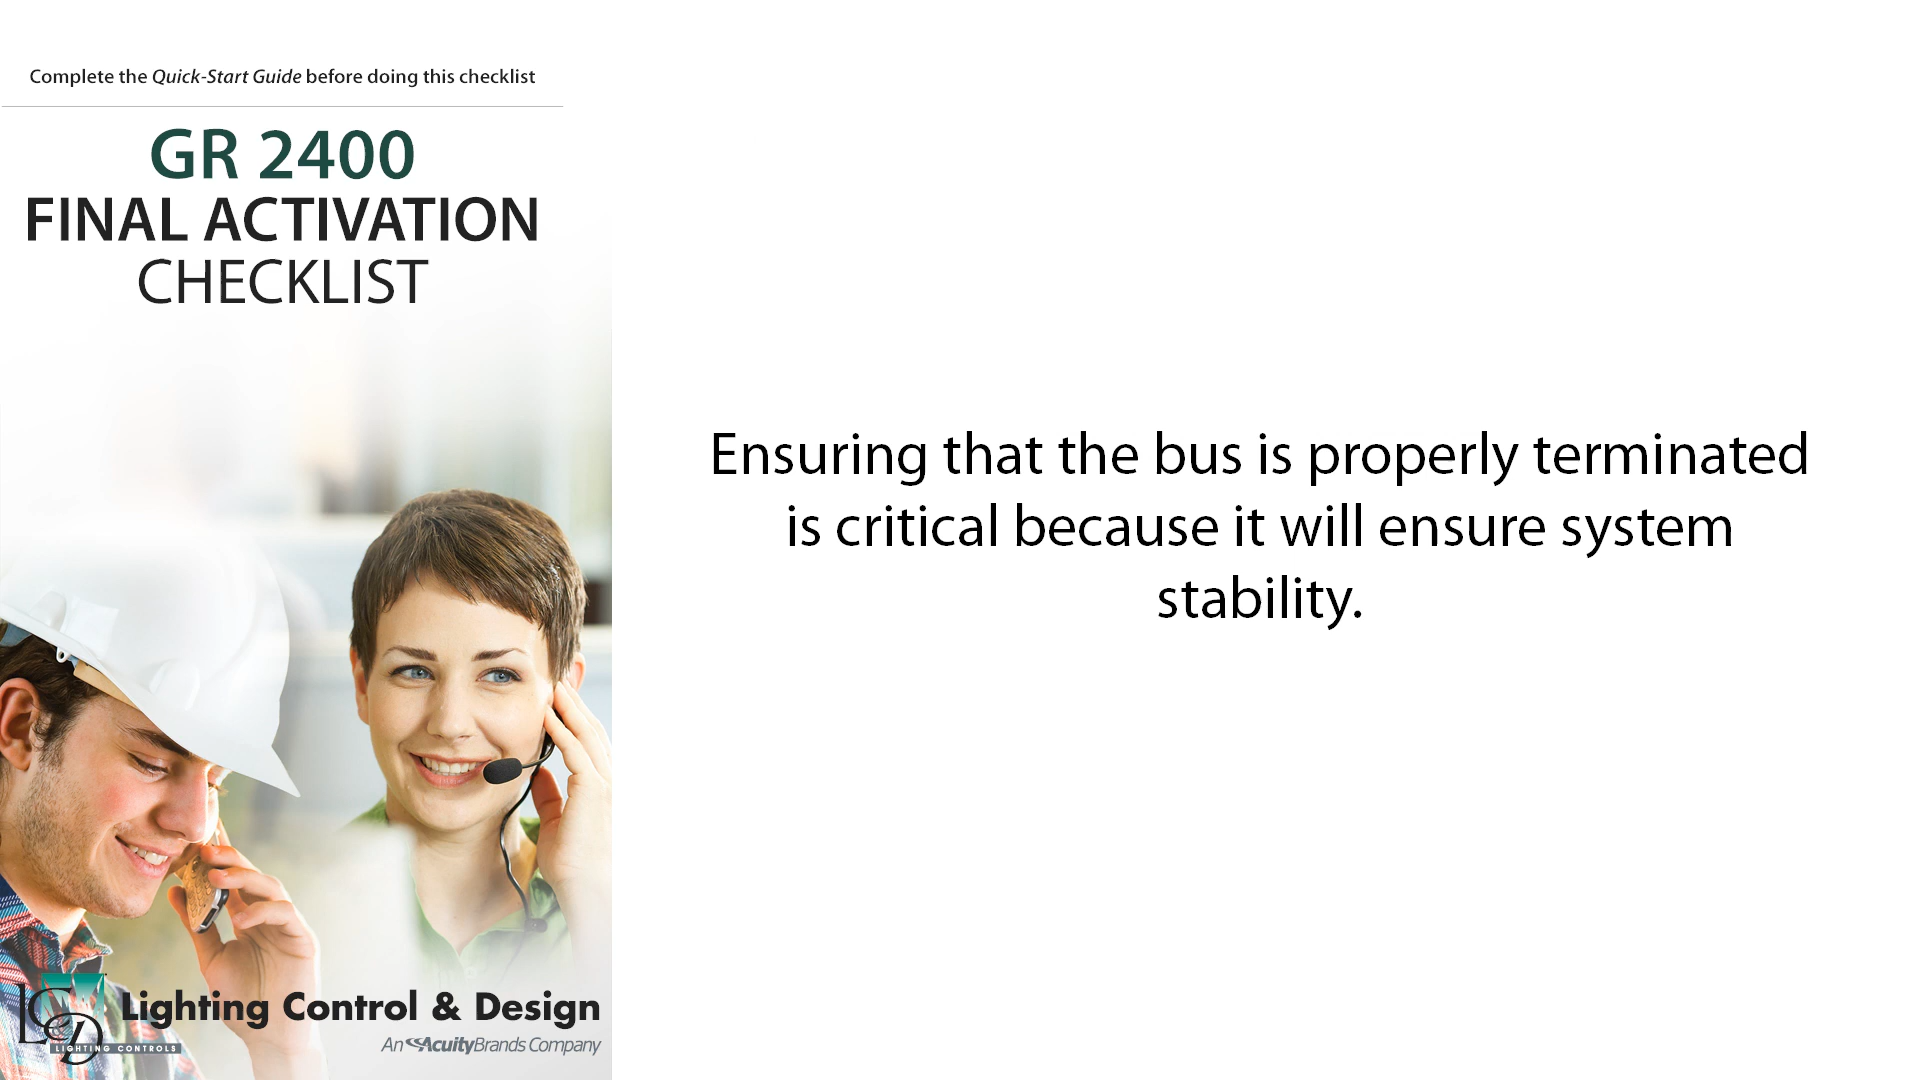 Complete the Quick-Start Guide before doing this checklist
GR 2400
FINAL ACTIVATION
CHECKLIST
Ensuring that the bus is properly terminated
is critical because it will ensure system
stability.
LC&D
Lighting Control & Design
LIGHTING CONTROLS
An AcuityBrands Company